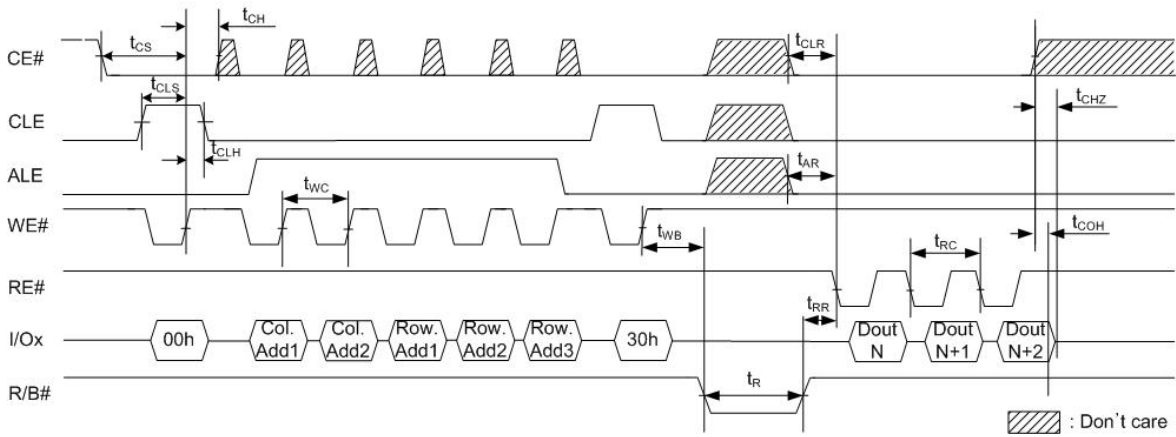 tCH
tCS
tCLR
CE#
tCLS
tCHZ
CLE
tCLH
tAR
ALE
tWC
WE#
tWB
tCOH
tRC
RE#
tRR
I/Ox
00h
Col. Add1
Col. Add2
Row. Add1
Row. Add2
Row. Add3
30h
Dout N
Dout N+1
Dout N+2
tR
R/B#
: Don't care